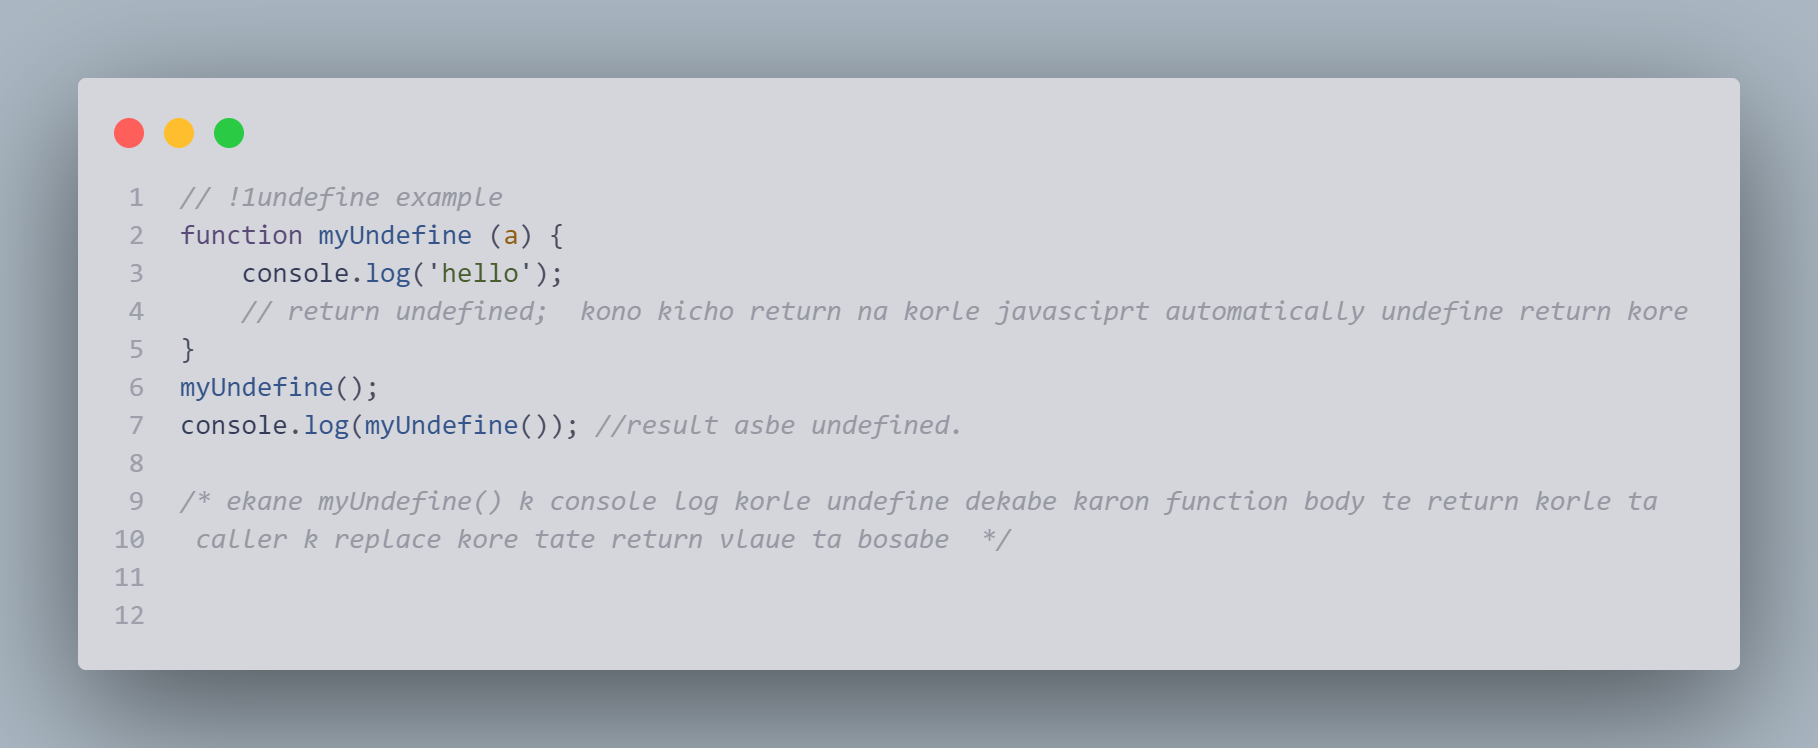 1 // !1undefine example
2 function myUndefine (a) {
3     console.log('hello');
4     // return undefined;  kono kicho return na korle javasciprt automatically undefine return kore
5 }
6 myUndefine();
7 console.log(myUndefine()); //result asbe undefined.
8
9 /* ekane myUndefine() k console log korle undefine dekabe karon function body te return korle ta
10  caller k replace kore tate return vlaue ta bosabe  */
11
12